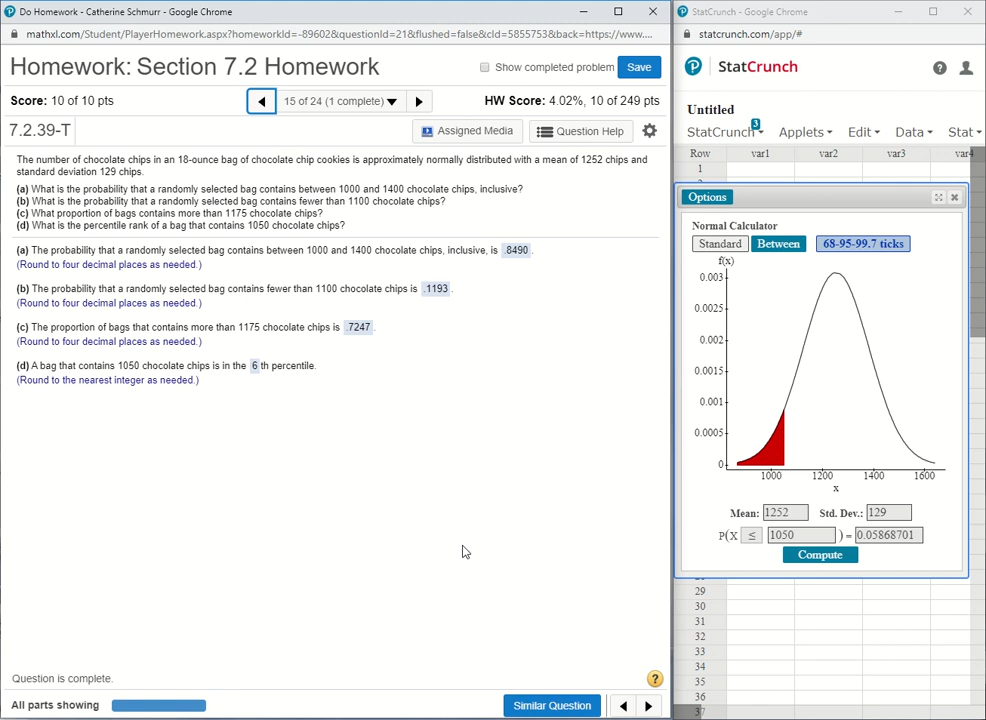 Do Homework - Catherine Schmurr - Google Chrome
mathxl.com/Student/PlayerHomework.aspx?homeworkId=-89602&questionId=21&flushed=false&cld=5855753&back=https://www....
Homework: Section 7.2 Homework
Show completed problem
Save
Score: 10 of 10 pts
15 of 24 (1 complete)
HW Score: 4.02%, 10 of 249 pts
7.2.39-T
Assigned Media
Question Help
The number of chocolate chips in an 18-ounce bag of chocolate chip cookies is approximately normally distributed with a mean of 1252 chips and
standard deviation 129 chips.
(a) What is the probability that a randomly selected bag contains between 1000 and 1400 chocolate chips, inclusive?
(b) What is the probability that a randomly selected bag contains fewer than 1100 chocolate chips?
(c) What proportion of bags contains more than 1175 chocolate chips?
(d) What is the percentile rank of a bag that contains 1050 chocolate chips?
(a) The probability that a randomly selected bag contains between 1000 and 1400 chocolate chips, inclusive, is .8490.
(Round to four decimal places as needed.)
(b) The probability that a randomly selected bag contains fewer than 1100 chocolate chips is .1193.
(Round to four decimal places as needed.)
(c) The proportion of bags that contains more than 1175 chocolate chips is .7247.
(Round to four decimal places as needed.)
(d) A bag that contains 1050 chocolate chips is in the 6 th percentile.
(Round to the nearest integer as needed.)
Question is complete.
?
All parts showing
Similar Question
StatCrunch - Google Chrome
statcrunch.com/app/#
StatCrunch
Untitled
StatCrunch 3 Applets Edit Data Stat
Row var1 var2 var3 var4
1
Options
Normal Calculator
Standard Between 68-95-99.7 ticks
f(x)
0.003
0.0025
0.002
0.0015
0.001
0.0005
0
1000 1200 1400 1600
x
Mean: 1252 Std. Dev.: 129
P(X ≤ 1050 ) = 0.05868701
Compute
29
30
31
32
33
34
35
36
37